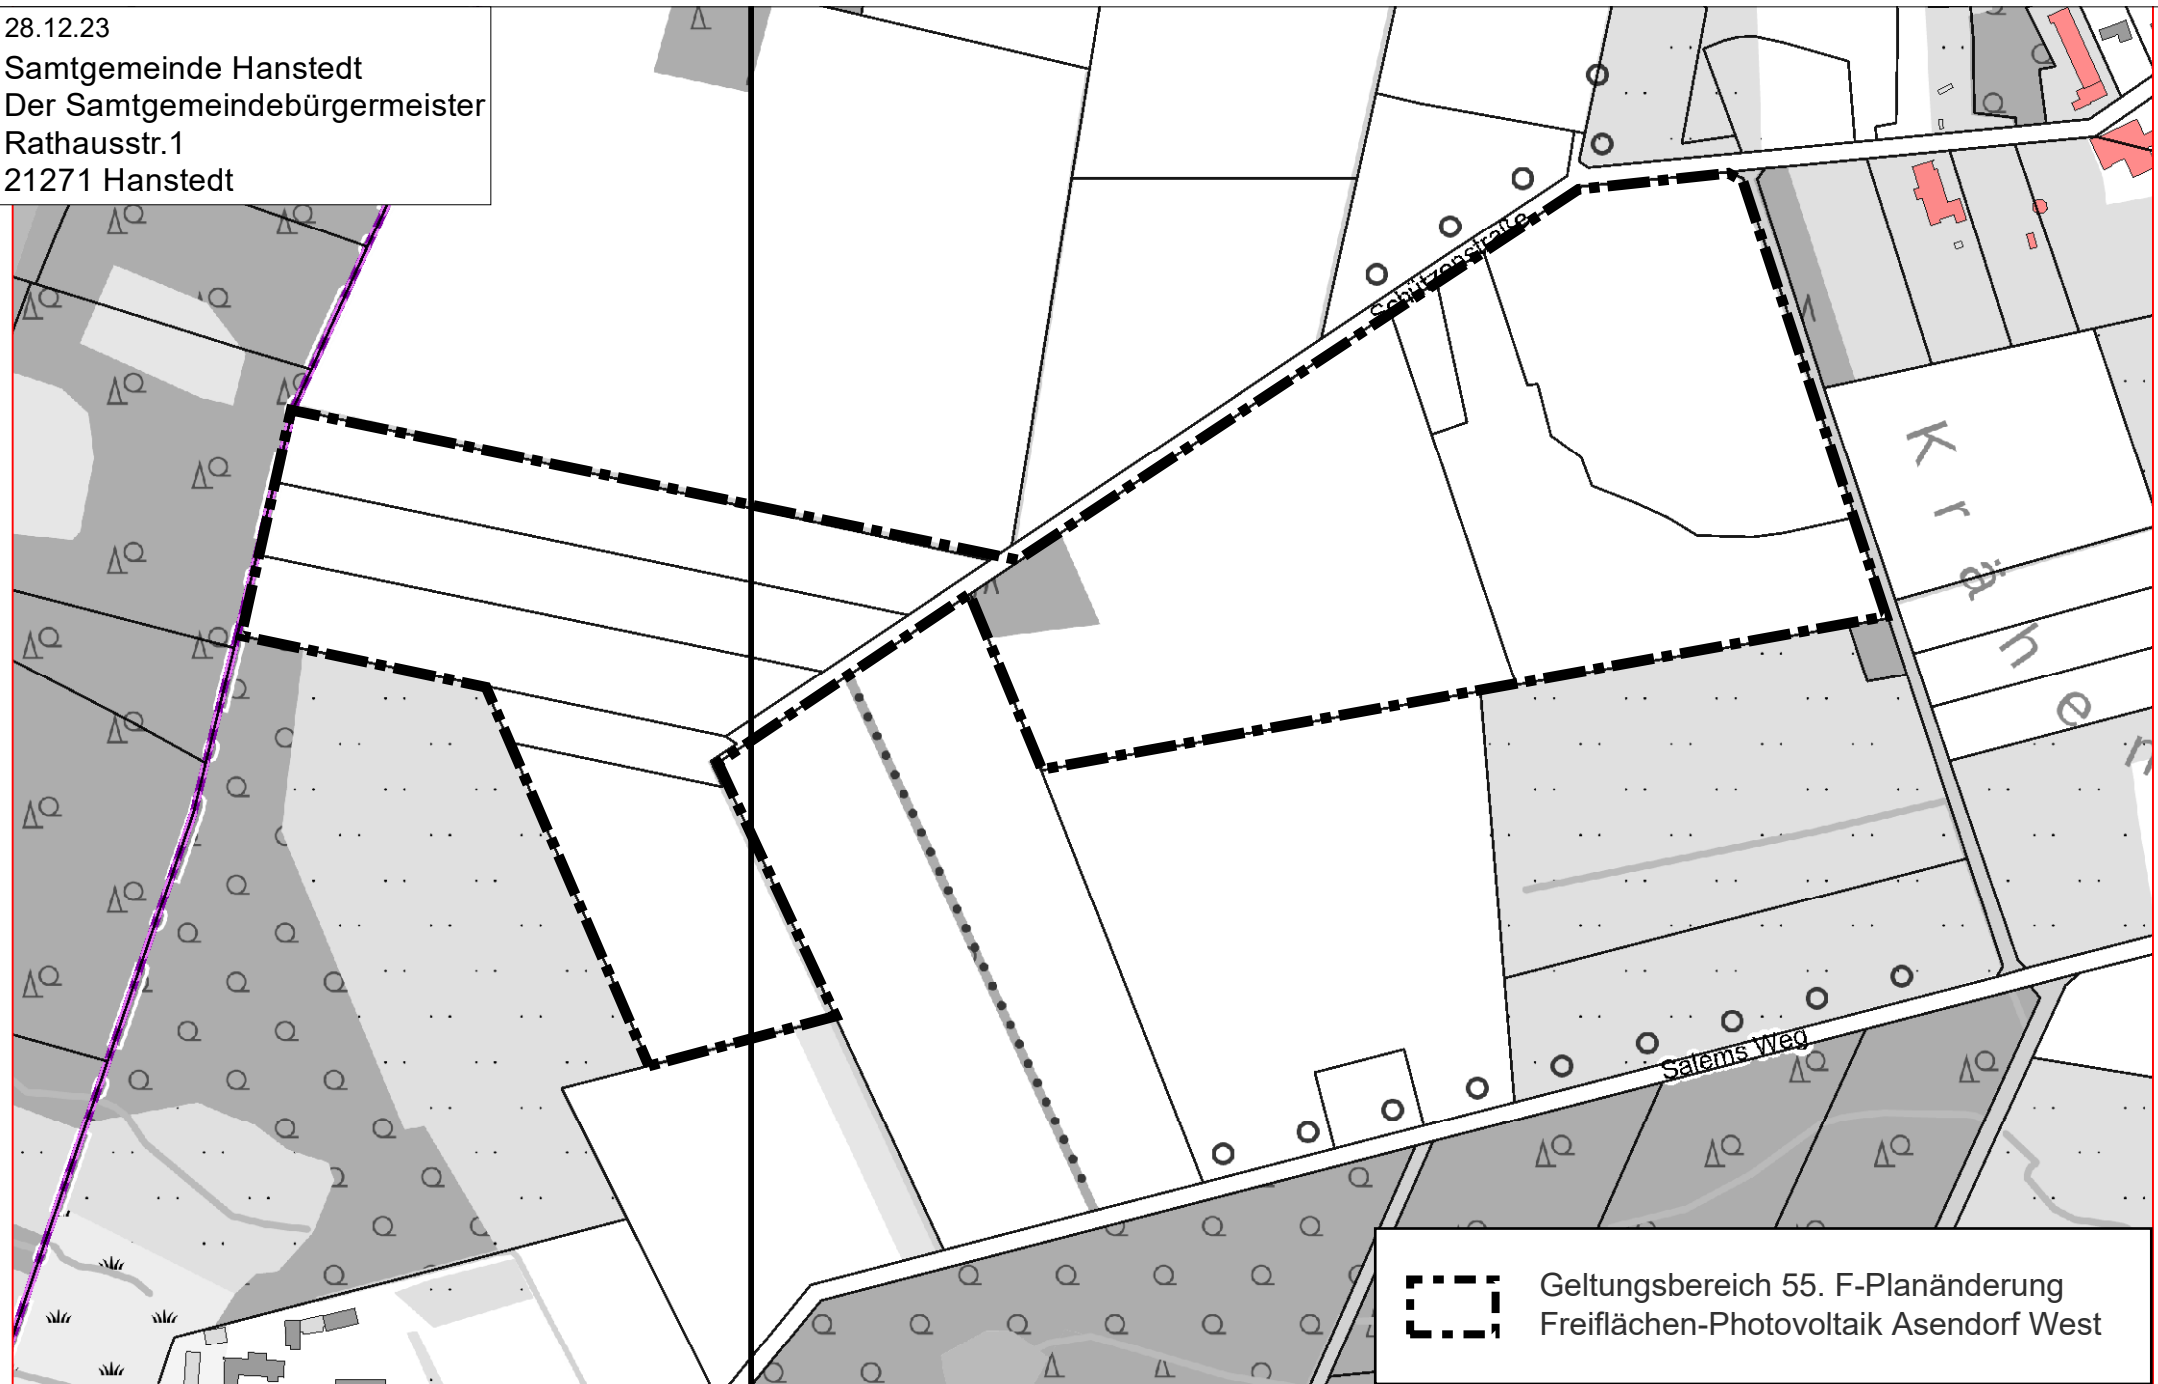 28.12.23
Samtgemeinde Hanstedt
Der Samtgemeindebürgermeister
Rathausstr.1
21271 Hanstedt
Schützenstraße
Krähen
Salems Weg
Geltungsbereich 55. F-Planänderung
Freiflächen-Photovoltaik Asendorf West